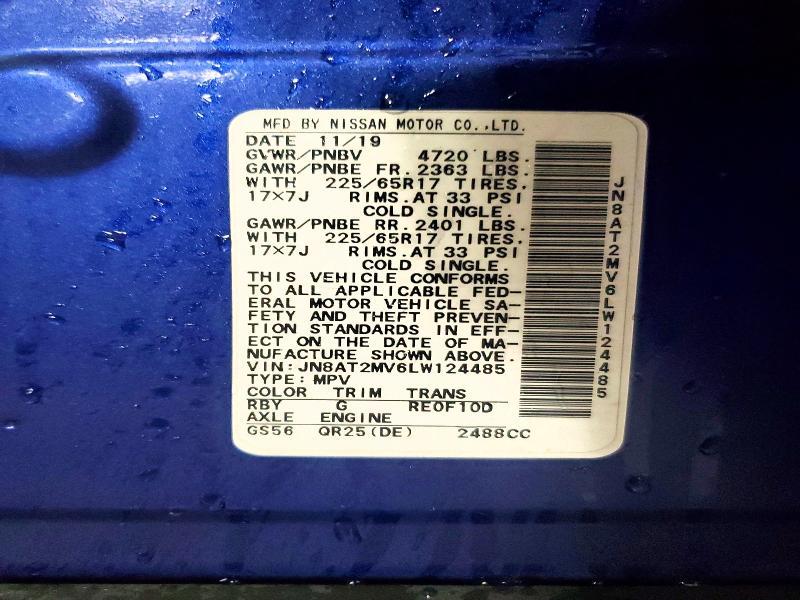 MFD BY NISSAN MOTOR CO.,LTD.
DATE 11/19
GVWR/PNBV 4720 LBS.
GAWR/PNBE FR. 2363 LBS.
WITH 225/65R17 TIRES.
17×7J RIMS.AT 33 PSI
COLD SINGLE.
GAWR/PNBE RR. 2401 LBS.
WITH 225/65R17 TIRES.
17×7J RIMS.AT 33 PSI
COLD SINGLE.
THIS VEHICLE CONFORMS
TO ALL APPLICABLE FED-
ERAL MOTOR VEHICLE SA-
FETY AND THEFT PREVEN-
TION STANDARDS IN EFF-
ECT ON THE DATE OF MA-
NUFACTURE SHOWN ABOVE.
VIN:JN8AT2MV6LW124485
TYPE:MPV
COLOR TRIM TRANS
RBY G RE0F10D
AXLE ENGINE
GS56 QR25(DE) 2488CC
JN8AT2MV6LW124485